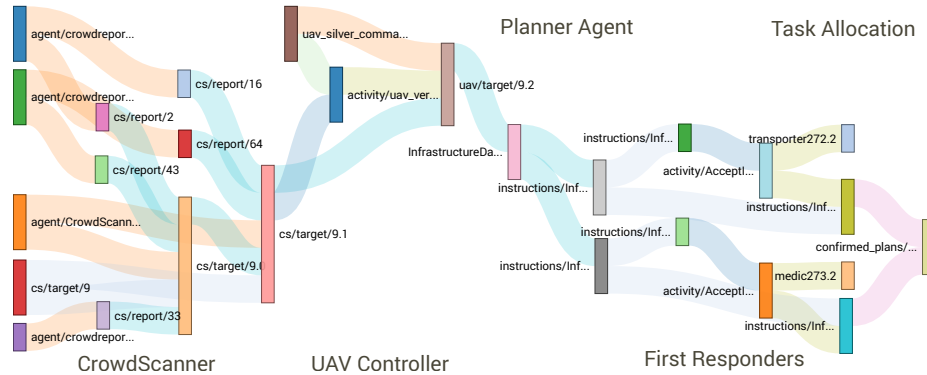 Planner Agent
Task Allocation
agent/crowdrepor...
uav_silver_comma...
cs/report/16
uav/target/9.2
agent/crowdrepor...
activity/uav_ver...
cs/report/2
cs/report/64
InfrastructureDa...
instructions/Inf...
transporter272.2
cs/report/43
activity/AcceptI...
instructions/Inf...
instructions/Inf...
agent/CrowdScann...
cs/target/9.1
instructions/Inf...
confirmed_plans/...
cs/target/9.0
instructions/Inf...
medic273.2
cs/target/9
activity/AcceptI...
cs/report/33
instructions/Inf...
agent/crowdrepor...
CrowdScanner
UAV Controller
First Responders